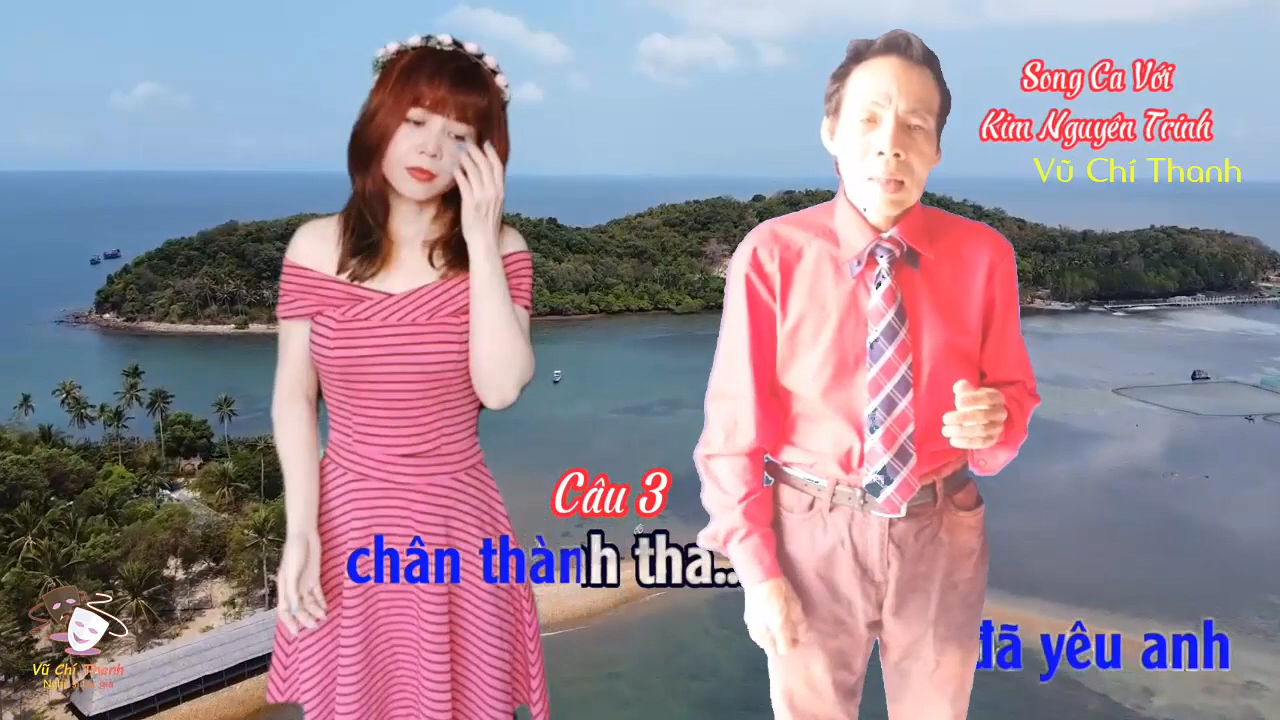 Song Ca Với
Kim Nguyên Trinh
Vũ Chí Thanh
Câu 3
chân thành tha..
đã yêu anh
Vũ Chí Thanh